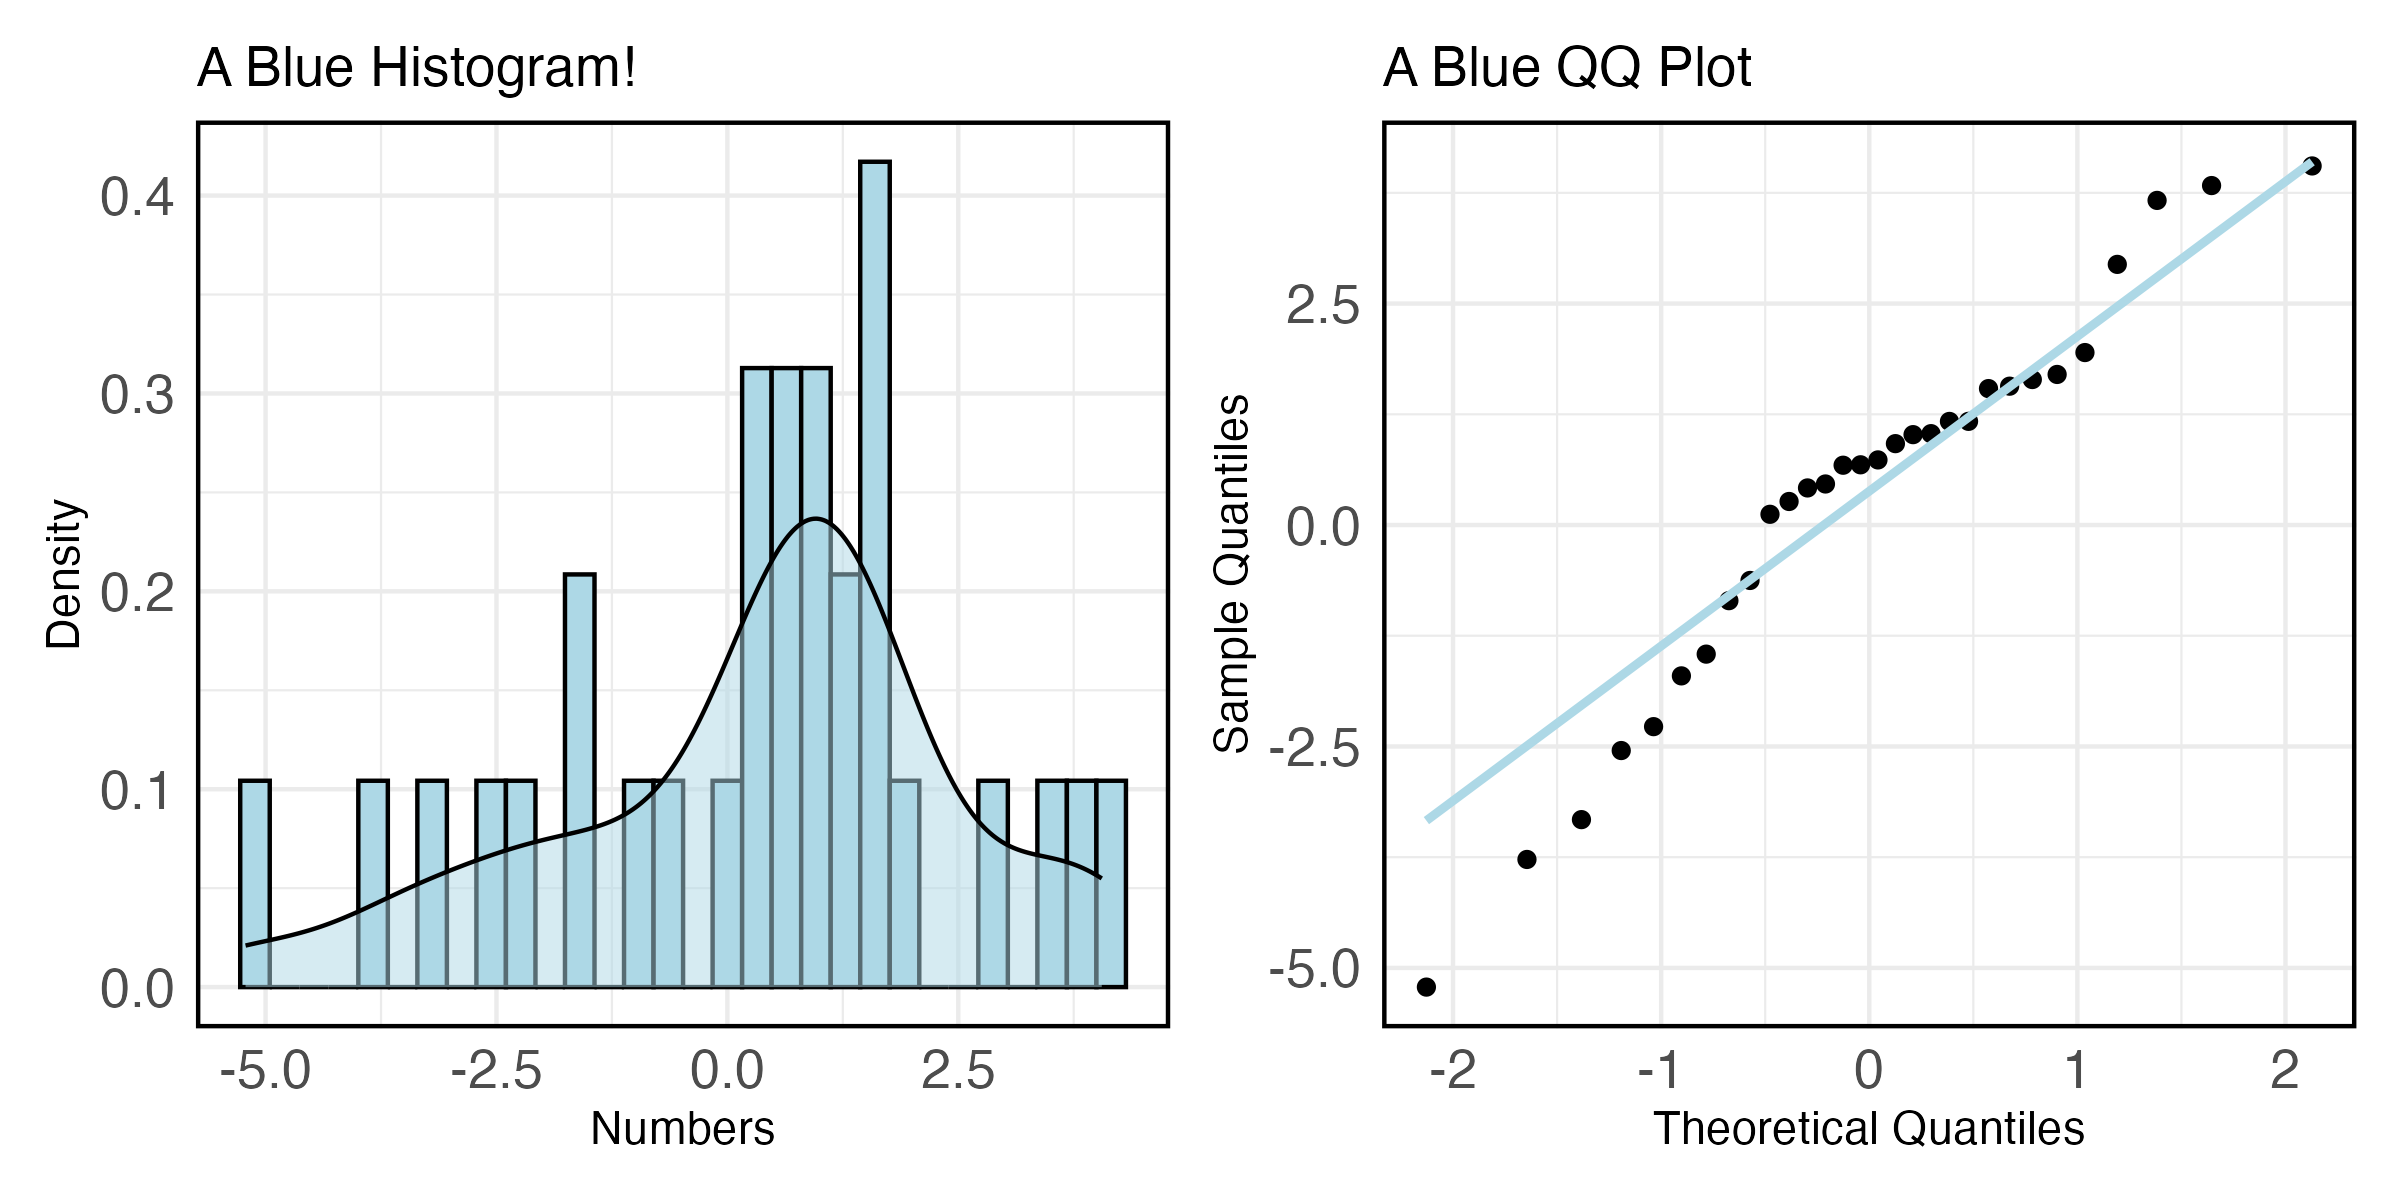 A Blue Histogram!
Density
0.4
0.3
0.2
0.1
0.0
-5.0 -2.5 0.0 2.5
Numbers
A Blue QQ Plot
Sample Quantiles
2.5
0.0
-2.5
-5.0
-2 -1 0 1 2
Theoretical Quantiles